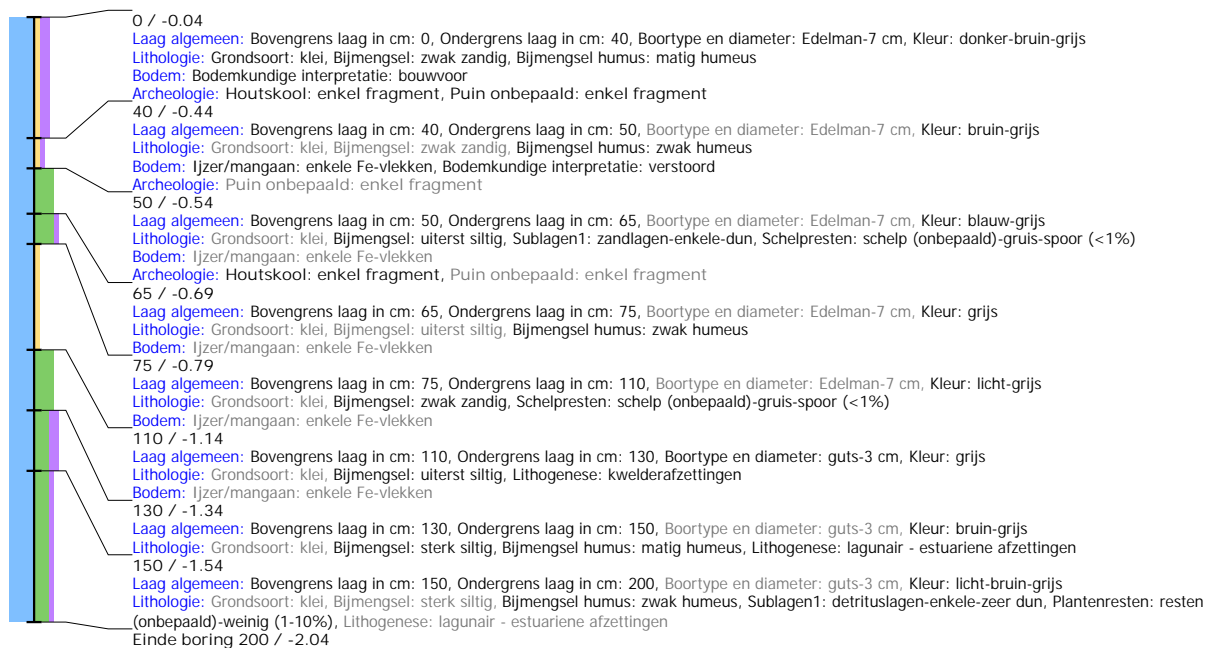 0 / -0.04
Laag algemeen: Bovengrens laag in cm: 0, Ondergrens laag in cm: 40, Boortype en diameter: Edelman-7 cm, Kleur: donker-bruin-grijs
Lithologie: Grondsoort: klei, Bijmengsel: zwak zandig, Bijmengsel humus: matig humeus
Bodem: Bodemkundige interpretatie: bouwvoor
Archeologie: Houtskool: enkel fragment, Puin onbepaald: enkel fragment
40 / -0.44
Laag algemeen: Bovengrens laag in cm: 40, Ondergrens laag in cm: 50, Boortype en diameter: Edelman-7 cm, Kleur: bruin-grijs
Lithologie: Grondsoort: klei, Bijmengsel: zwak zandig, Bijmengsel humus: zwak humeus
Bodem: Ijzer/mangaan: enkele Fe-vlekken, Bodemkundige interpretatie: verstoord
Archeologie: Puin onbepaald: enkel fragment
50 / -0.54
Laag algemeen: Bovengrens laag in cm: 50, Ondergrens laag in cm: 65, Boortype en diameter: Edelman-7 cm, Kleur: blauw-grijs
Lithologie: Grondsoort: klei, Bijmengsel: uiterst siltig, Sublagen1: zandlagen-enkele-dun, Schelpresten: schelp (onbepaald)-gruis-spoor (<1%)
Bodem: Ijzer/mangaan: enkele Fe-vlekken
Archeologie: Houtskool: enkel fragment, Puin onbepaald: enkel fragment
65 / -0.69
Laag algemeen: Bovengrens laag in cm: 65, Ondergrens laag in cm: 75, Boortype en diameter: Edelman-7 cm, Kleur: grijs
Lithologie: Grondsoort: klei, Bijmengsel: uiterst siltig, Bijmengsel humus: zwak humeus
Bodem: Ijzer/mangaan: enkele Fe-vlekken
75 / -0.79
Laag algemeen: Bovengrens laag in cm: 75, Ondergrens laag in cm: 110, Boortype en diameter: Edelman-7 cm, Kleur: licht-grijs
Lithologie: Grondsoort: klei, Bijmengsel: zwak zandig, Schelpresten: schelp (onbepaald)-gruis-spoor (<1%)
Bodem: Ijzer/mangaan: enkele Fe-vlekken
110 / -1.14
Laag algemeen: Bovengrens laag in cm: 110, Ondergrens laag in cm: 130, Boortype en diameter: guts-3 cm, Kleur: grijs
Lithologie: Grondsoort: klei, Bijmengsel: uiterst siltig, Lithogenese: kwelderafzettingen
Bodem: Ijzer/mangaan: enkele Fe-vlekken
130 / -1.34
Laag algemeen: Bovengrens laag in cm: 130, Ondergrens laag in cm: 150, Boortype en diameter: guts-3 cm, Kleur: bruin-grijs
Lithologie: Grondsoort: klei, Bijmengsel: sterk siltig, Bijmengsel humus: matig humeus, Lithogenese: lagunair - estuariene afzettingen
150 / -1.54
Laag algemeen: Bovengrens laag in cm: 150, Ondergrens laag in cm: 200, Boortype en diameter: guts-3 cm, Kleur: licht-bruin-grijs
Lithologie: Grondsoort: klei, Bijmengsel: sterk siltig, Bijmengsel humus: zwak humeus, Sublagen1: detrituslagen-enkele-zeer dun, Plantenresten: resten
(onbepaald)-weinig (1-10%), Lithogenese: lagunair - estuariene afzettingen
Einde boring 200 / -2.04